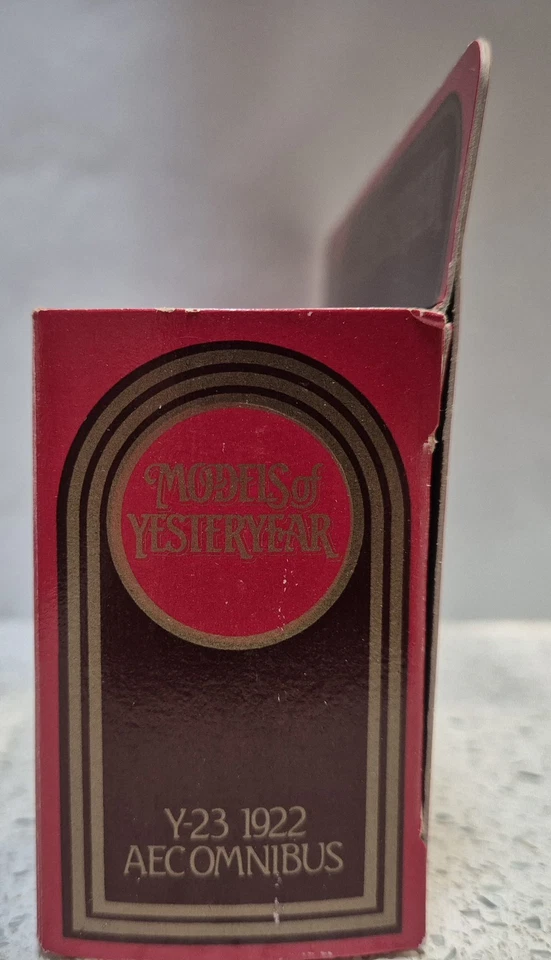 MODELS of
YESTERYEAR
Y-23 1922
AEC OMNIBUS